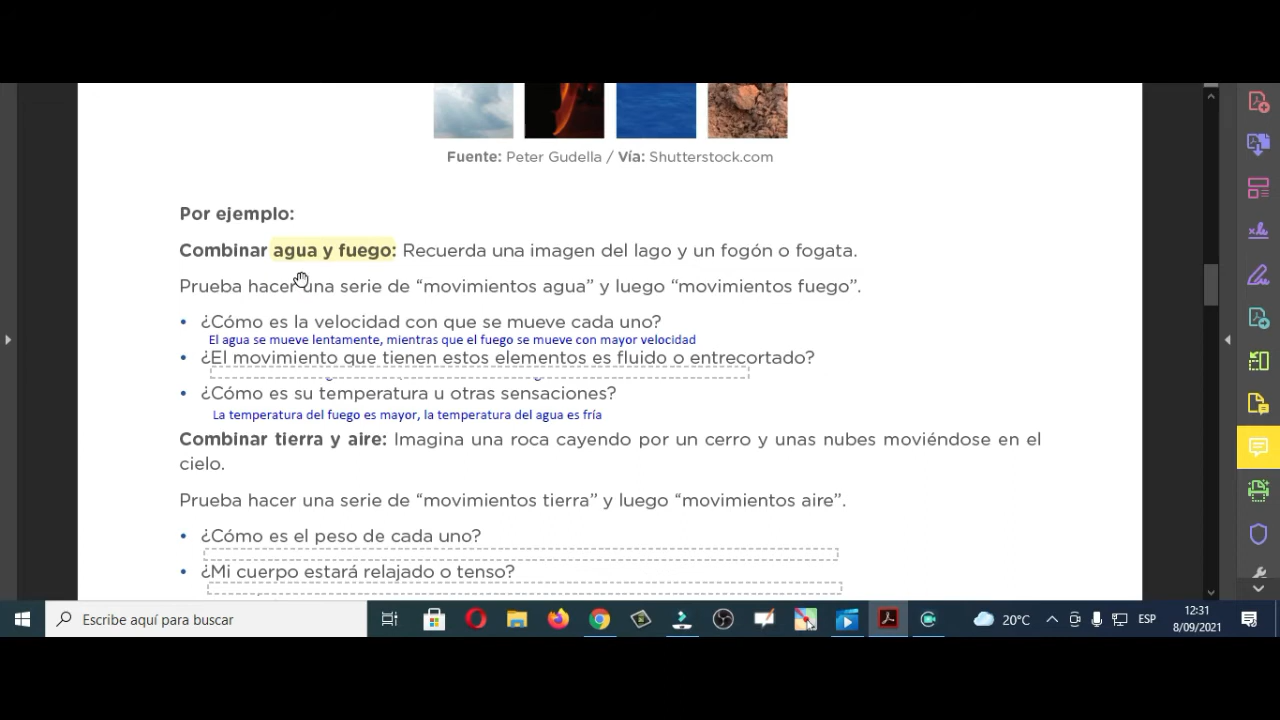 Fuente: Peter Gudella / Vía: Shutterstock.com
Por ejemplo:
Combinar agua y fuego: Recuerda una imagen del lago y un fogón o fogata.
Prueba hacer una serie de “movimientos agua” y luego “movimientos fuego”.
• ¿Cómo es la velocidad con que se mueve cada uno?
El agua se mueve lentamente, mientras que el fuego se mueve con mayor velocidad
• ¿El movimiento que tienen estos elementos es fluido o entrecortado?
• ¿Cómo es su temperatura u otras sensaciones?
La temperatura del fuego es mayor, la temperatura del agua es fría
Combinar tierra y aire: Imagina una roca cayendo por un cerro y unas nubes moviéndose en el
cielo.
Prueba hacer una serie de “movimientos tierra” y luego “movimientos aire”.
• ¿Cómo es el peso de cada uno?
• ¿Mi cuerpo estará relajado o tenso?
Escribe aquí para buscar
20°C
ESP
12:31
8/09/2021